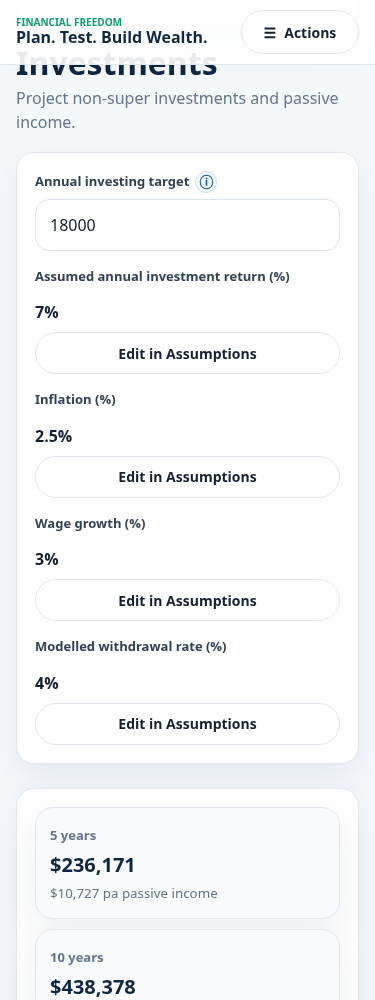 FINANCIAL FREEDOM
Plan. Test. Build Wealth.
☰ Actions
Investments
Project non-super investments and passive
income.
Annual investing target ⓘ
18000
Assumed annual investment return (%)
7%
Edit in Assumptions
Inflation (%)
2.5%
Edit in Assumptions
Wage growth (%)
3%
Edit in Assumptions
Modelled withdrawal rate (%)
4%
Edit in Assumptions
5 years
$236,171
$10,727 pa passive income
10 years
$438,378